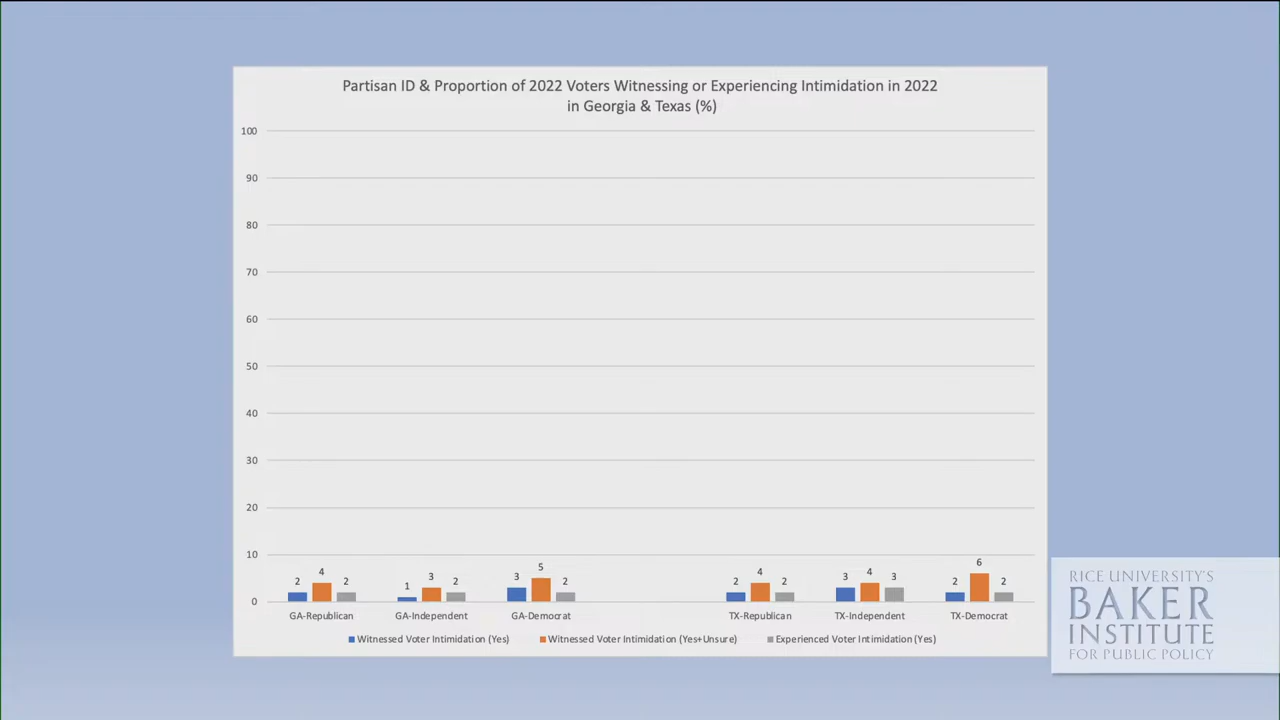 Partisan ID & Proportion of 2022 Voters Witnessing or Experiencing Intimidation in 2022
in Georgia & Texas (%)
100
90
80
70
60
50
40
30
20
10
0
2 4 2 1 3 2 3 5 2 2 4 2 3 4 3 2 6 2
GA-Republican GA-Independent GA-Democrat TX-Republican TX-Independent TX-Democrat
Witnessed Voter Intimidation (Yes) Witnessed Voter Intimidation (Yes+Unsure) Experienced Voter Intimidation (Yes)
RICE UNIVERSITY'S
BAKER
INSTITUTE
FOR PUBLIC POLICY